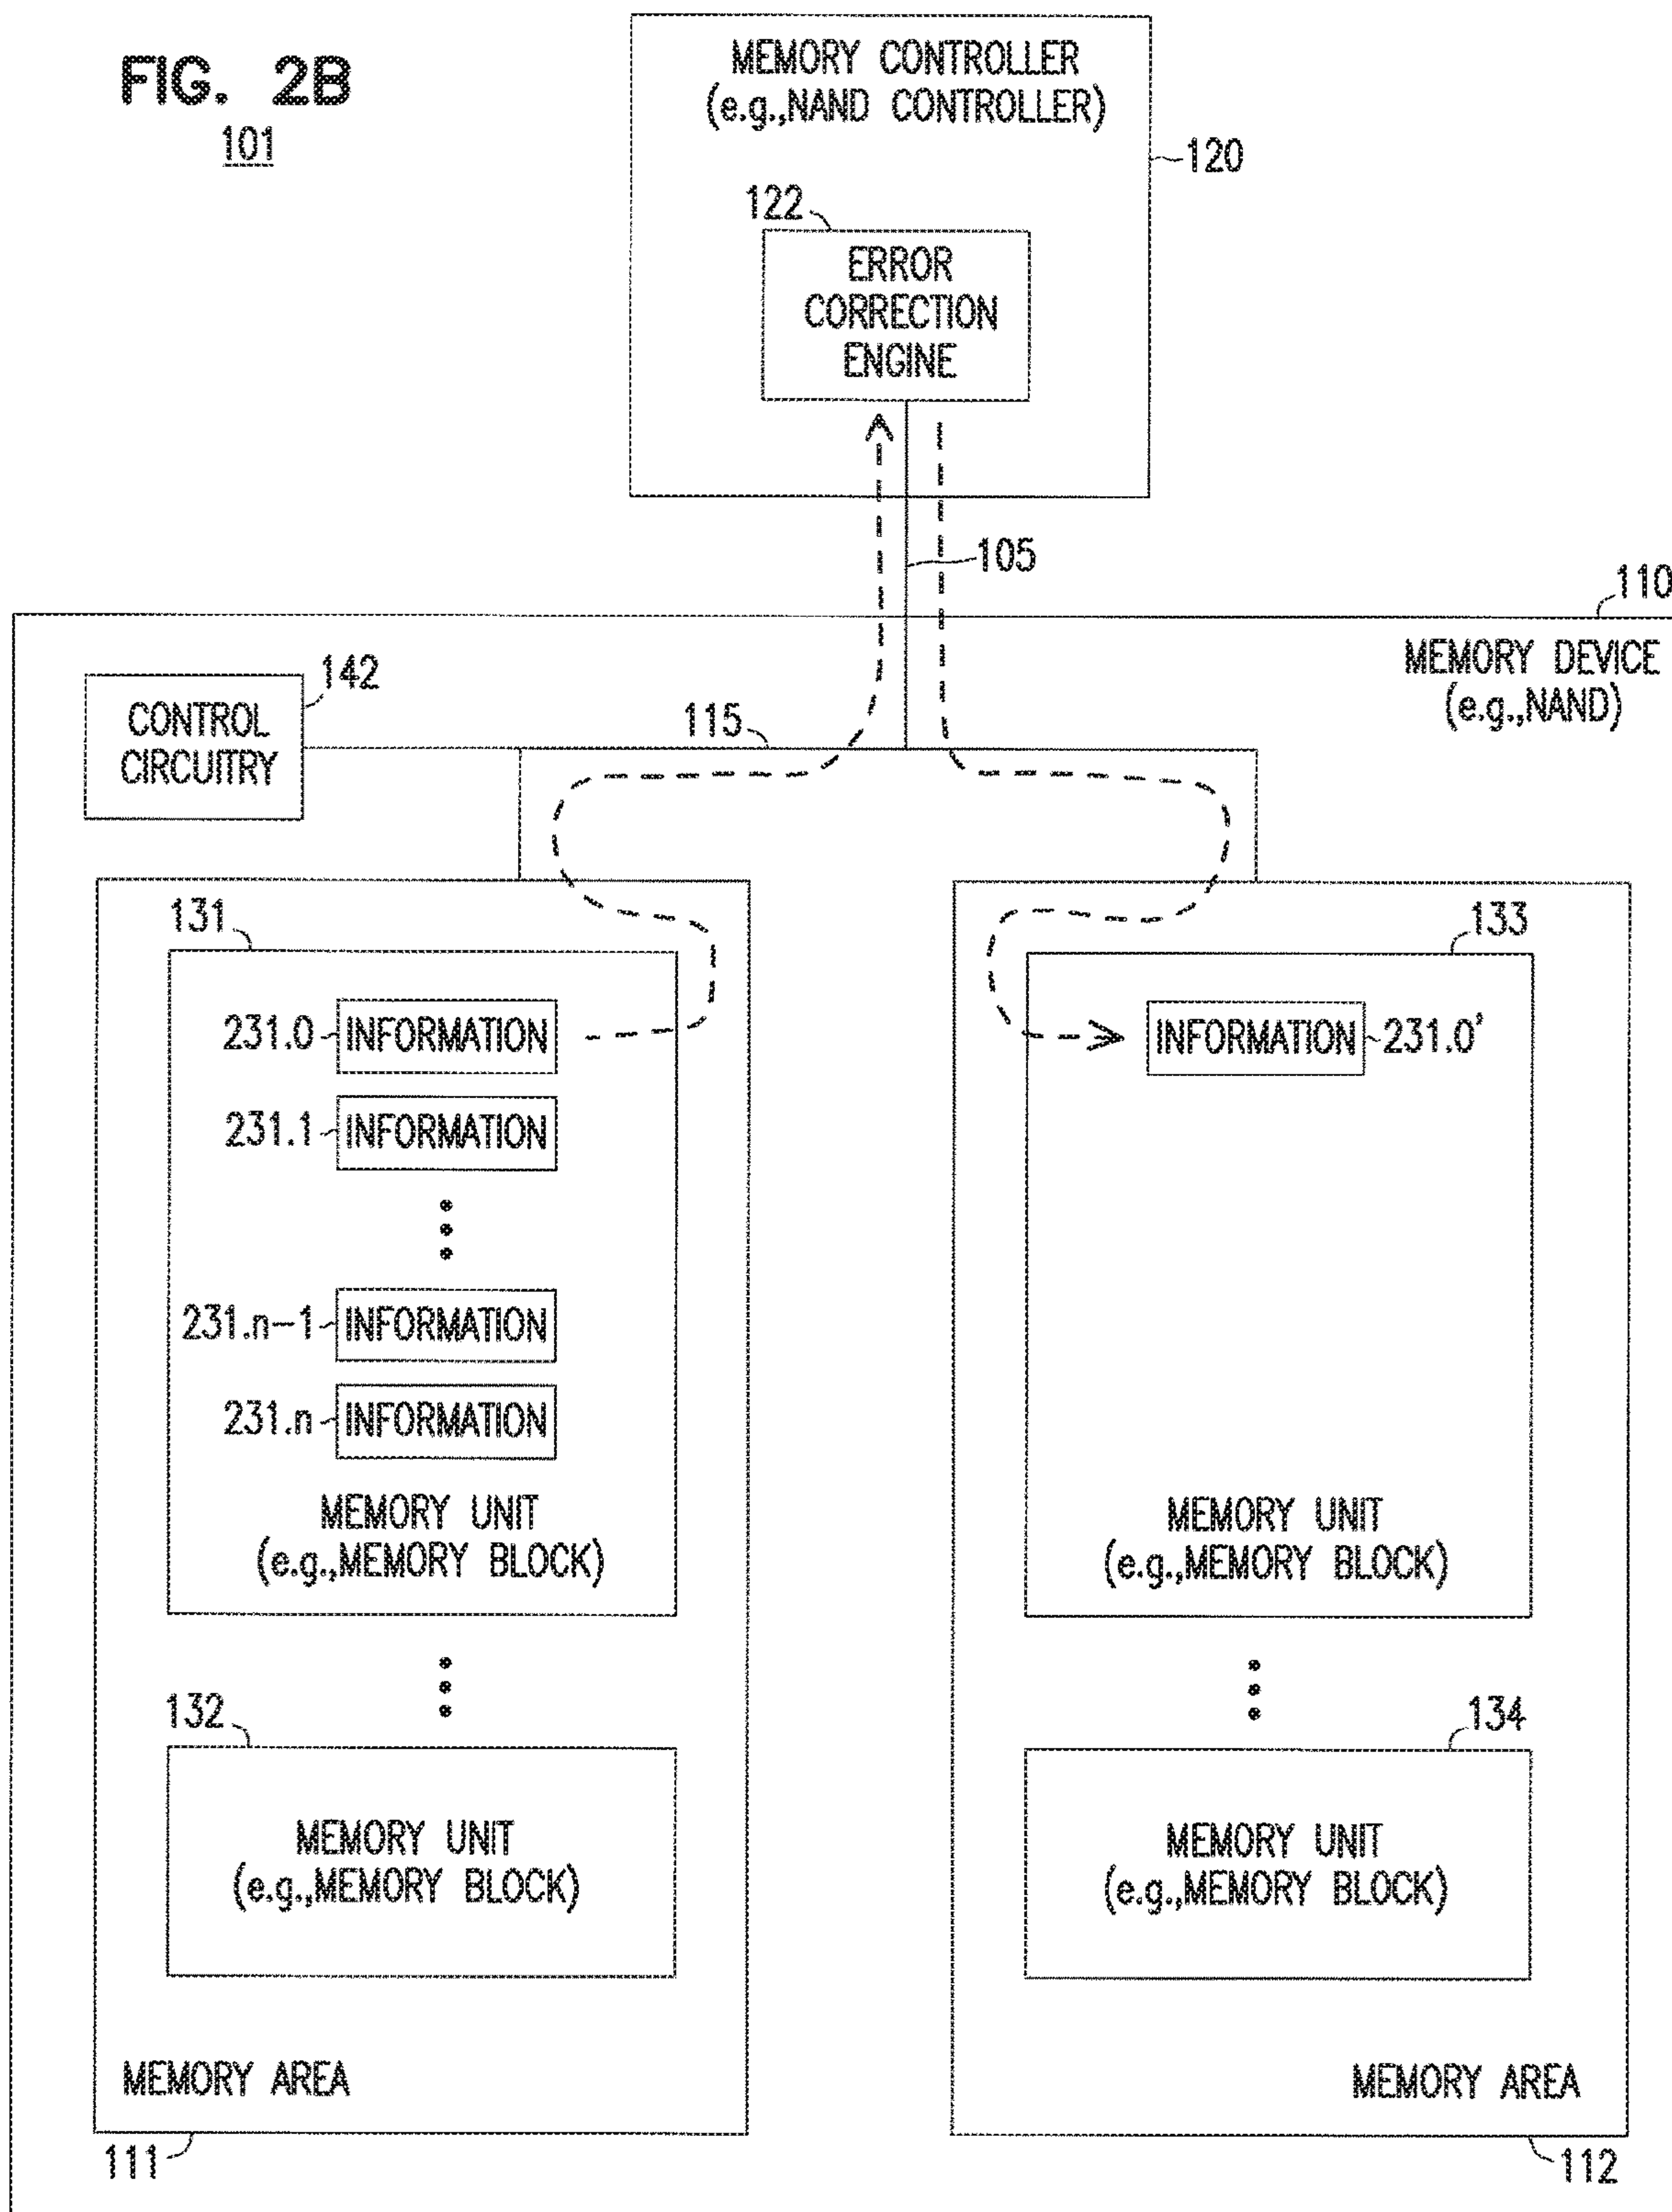 FIG. 2B
101
MEMORY CONTROLLER
(e.g.,NAND CONTROLLER)
120
122
ERROR
CORRECTION
ENGINE
105
110
MEMORY DEVICE
(e.g.,NAND)
142
CONTROL
CIRCUITRY
115
131
231.0 INFORMATION
231.1 INFORMATION
231.n-1 INFORMATION
231.n INFORMATION
MEMORY UNIT
(e.g.,MEMORY BLOCK)
132
MEMORY UNIT
(e.g.,MEMORY BLOCK)
MEMORY AREA
111
133
INFORMATION 231.0'
MEMORY UNIT
(e.g.,MEMORY BLOCK)
134
MEMORY UNIT
(e.g.,MEMORY BLOCK)
MEMORY AREA
112